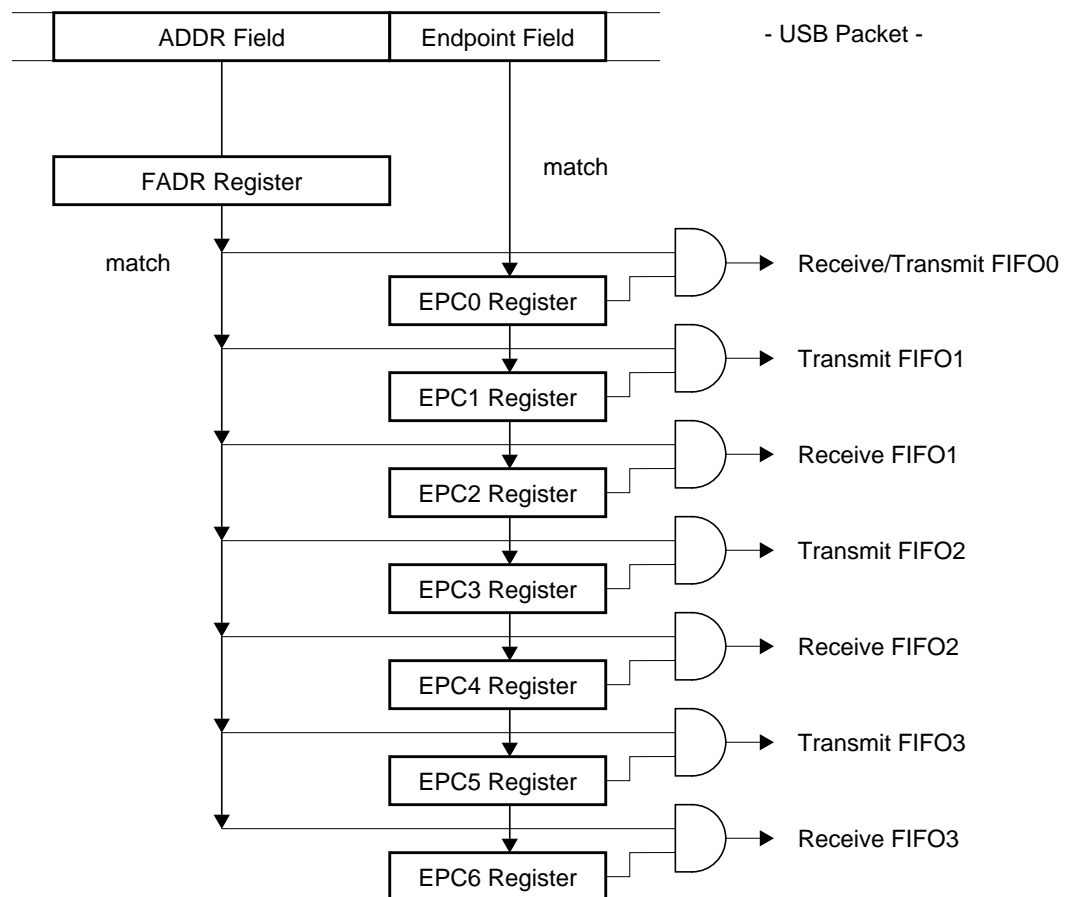 ADDR Field Endpoint Field - USB Packet -
match
FADR Register
match
Receive/Transmit FIFO0
EPC0 Register
Transmit FIFO1
EPC1 Register
Receive FIFO1
EPC2 Register
Transmit FIFO2
EPC3 Register
Receive FIFO2
EPC4 Register
Transmit FIFO3
EPC5 Register
Receive FIFO3
EPC6 Register